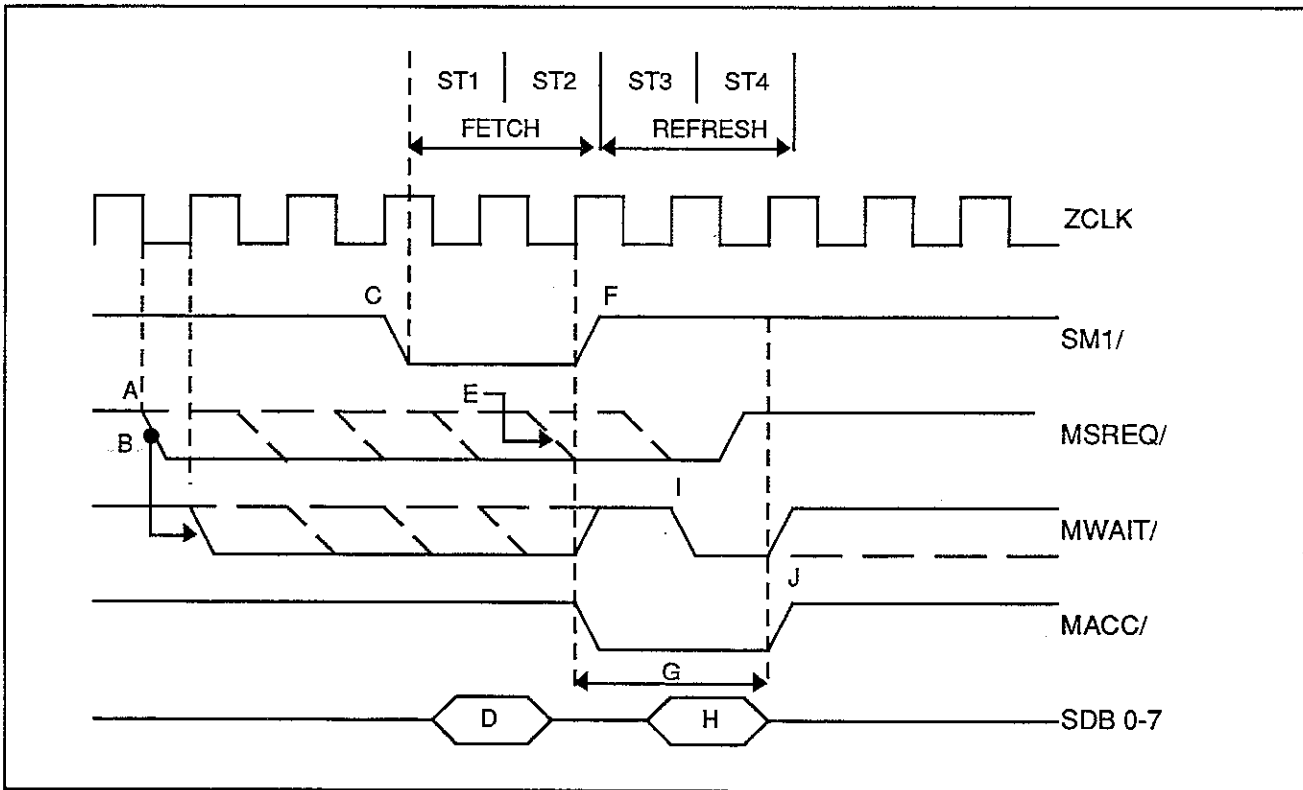 ST1 ST2 ST3 ST4
FETCH REFRESH
ZCLK
C F
SM1/
A E
B
MSREQ/
I
MWAIT/
J
MACC/
G
D H
SDB 0-7